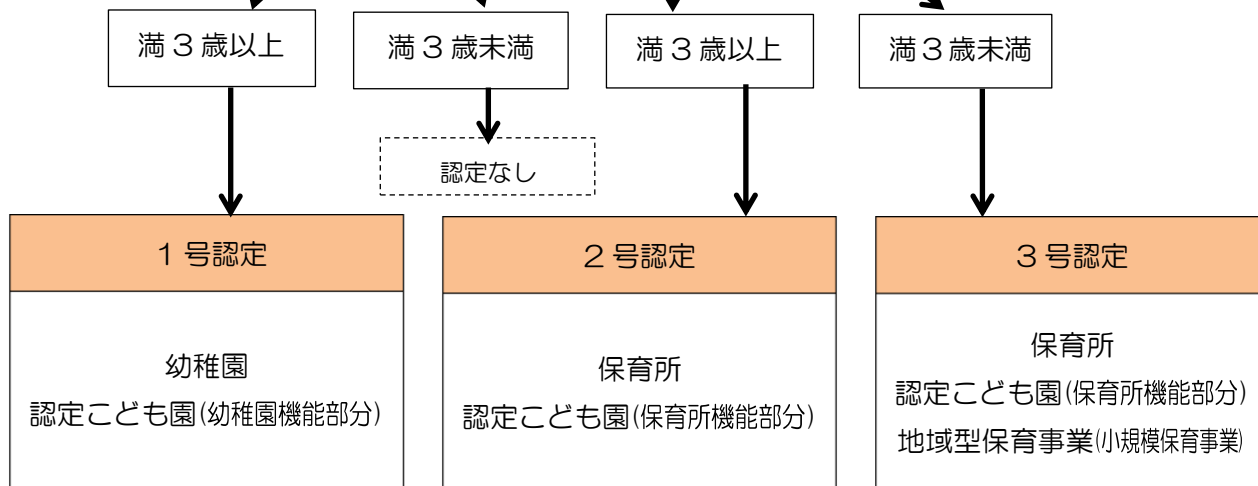 満３歳以上
満３歳未満
満３歳以上
満３歳未満
認定なし
１号認定
２号認定
３号認定
幼稚園
認定こども園(幼稚園機能部分)
保育所
認定こども園(保育所機能部分)
保育所
認定こども園(保育所機能部分)
地域型保育事業(小規模保育事業)